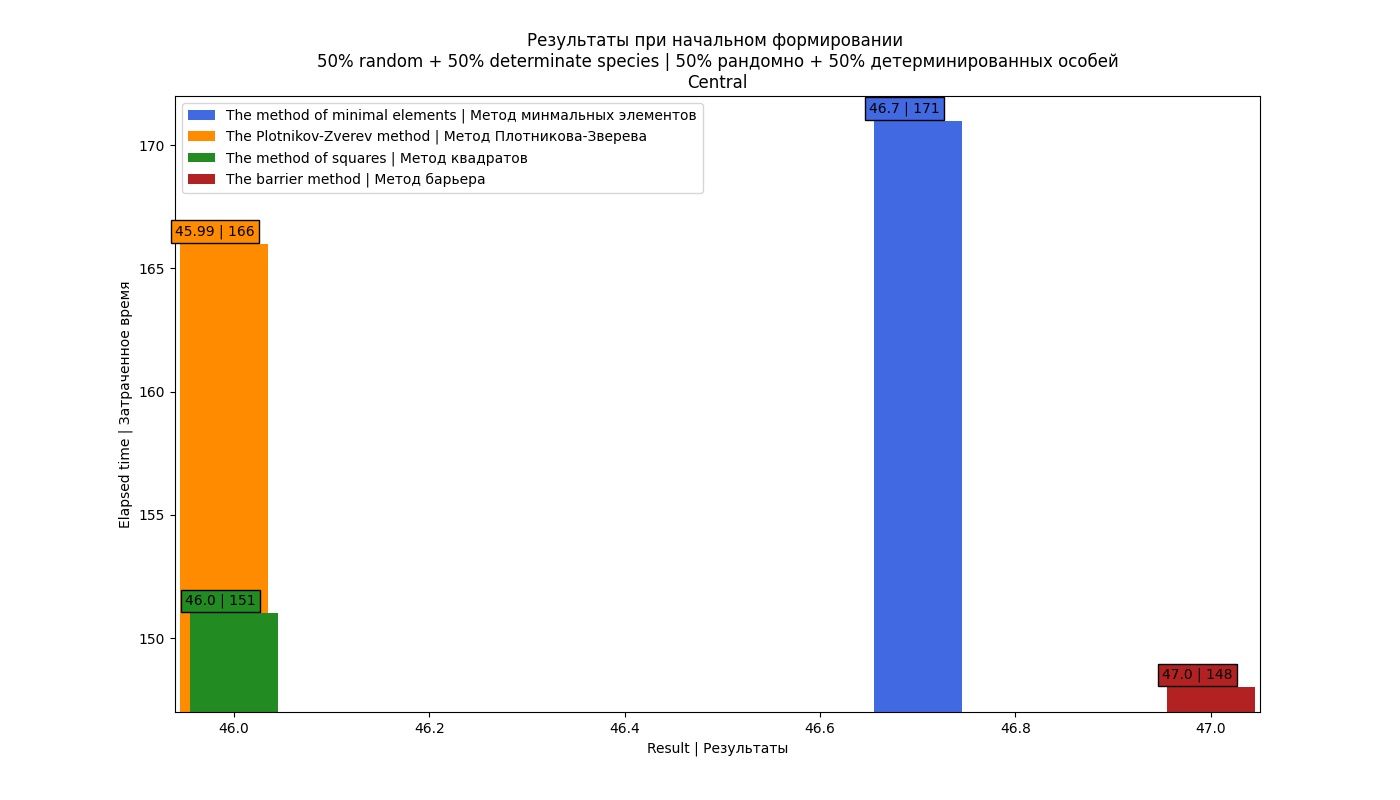 Результаты при начальном формировании
50% random + 50% determinate species | 50% рандомно + 50% детерминированных особей
Central
The method of minimal elements | Метод минмальных элементов
The Plotnikov-Zverev method | Метод Плотникова-Зверева
The method of squares | Метод квадратов
The barrier method | Метод барьера
46.7 | 171
45.99 | 166
46.0 | 151
47.0 | 148
Elapsed time | Затраченное время
170
165
160
155
150
46.0 46.2 46.4 46.6 46.8 47.0
Result | Результаты